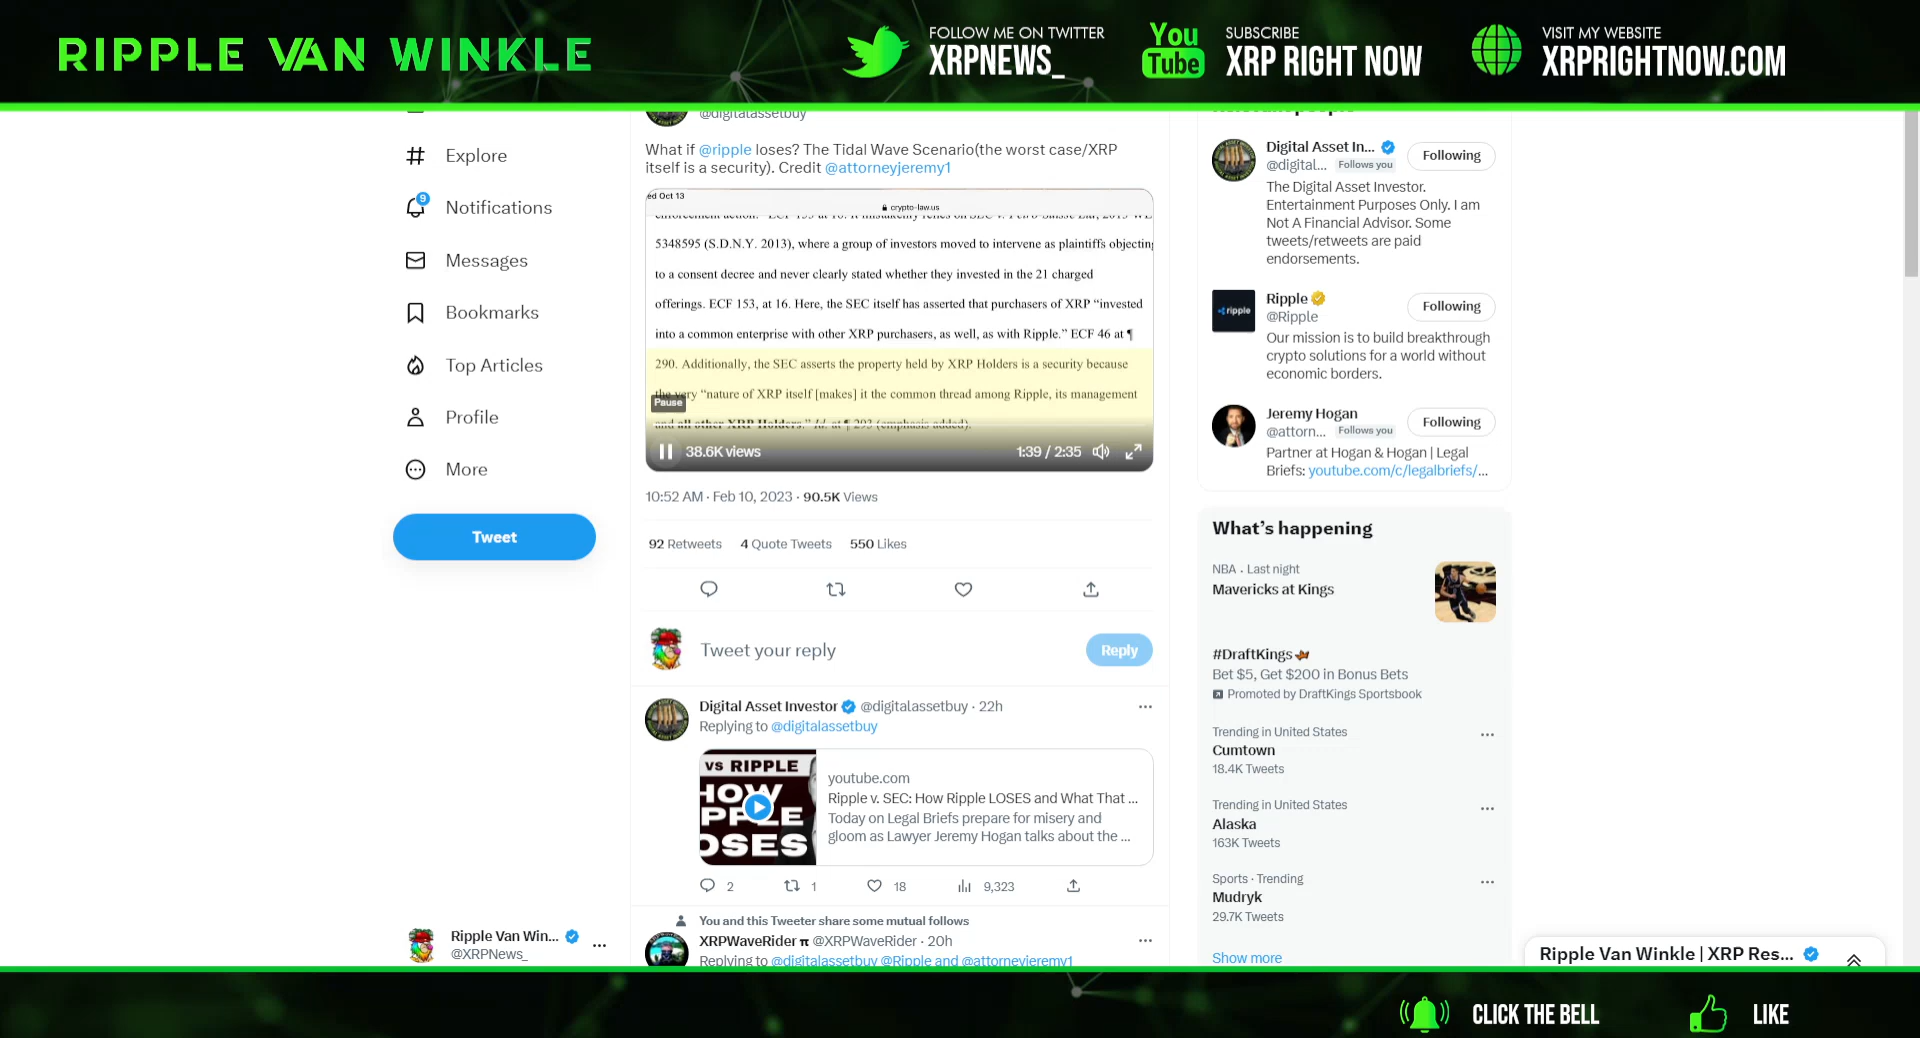 RIPPLE VAN WINKLE
FOLLOW ME ON TWITTER
XRPNEWS_
You
Tube
SUBSCRIBE
XRP RIGHT NOW
VISIT MY WEBSITE
XRPRIGHTNOW.COM
Explore
9
Notifications
Messages
Bookmarks
Top Articles
Profile
More
Tweet
Ripple Van Win...
@XRPNews_
@digitalassetbuy
What if @ripple loses? The Tidal Wave Scenario(the worst case/XRP
itself is a security). Credit @attorneyjeremy1
ed Oct 13
crypto-law.us
5348595 (S.D.N.Y. 2013), where a group of investors moved to intervene as plaintiffs objecting
to a consent decree and never clearly stated whether they invested in the 21 charged
offerings. ECF 153, at 16. Here, the SEC itself has asserted that purchasers of XRP “invested
into a common enterprise with other XRP purchasers, as well, as with Ripple.” ECF 46 at ¶
290. Additionally, the SEC asserts the property held by XRP Holders is a security because
the very “nature of XRP itself [makes] it the common thread among Ripple, its management
Pause
and all other XRP Holders.” Id. at ¶ 293 (emphasis added).
38.6K views
1:39 / 2:35
10:52 AM · Feb 10, 2023 · 90.5K Views
92 Retweets 4 Quote Tweets 550 Likes
Tweet your reply
Reply
Digital Asset Investor @digitalassetbuy · 22h
Replying to @digitalassetbuy
VS RIPPLE
HOW
OSES
youtube.com
Ripple v. SEC: How Ripple LOSES and What That ...
Today on Legal Briefs prepare for misery and
gloom as Lawyer Jeremy Hogan talks about the ...
2 1 18 9,323
You and this Tweeter share some mutual follows
XRPWaveRider π @XRPWaveRider · 20h
Replying to @digitalassetbuy @Ripple and @attorneyjeremy1
Digital Asset In...
@digital... Follows you
Following
The Digital Asset Investor.
Entertainment Purposes Only. I am
Not A Financial Advisor. Some
tweets/retweets are paid
endorsements.
ripple
Ripple
@Ripple
Following
Our mission is to build breakthrough
crypto solutions for a world without
economic borders.
Jeremy Hogan
@attorn... Follows you
Following
Partner at Hogan & Hogan | Legal
Briefs: youtube.com/c/legalbriefs/...
What’s happening
NBA · Last night
Mavericks at Kings
#DraftKings
Bet $5, Get $200 in Bonus Bets
Promoted by DraftKings Sportsbook
Trending in United States
Cumtown
18.4K Tweets
Trending in United States
Alaska
163K Tweets
Sports · Trending
Mudryk
29.7K Tweets
Show more
Ripple Van Winkle | XRP Res...
CLICK THE BELL
LIKE